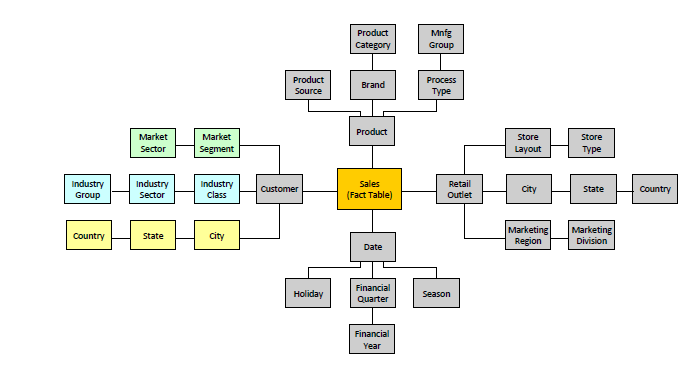 Product
Category
Mnfg
Group
Product
Source
Brand
Process
Type
Product
Market
Sector
Market
Segment
Store
Layout
Store
Type
Industry
Group
Industry
Sector
Industry
Class
Customer
Sales
(Fact Table)
Retail
Outlet
City
State
Country
Country
State
City
Marketing
Region
Marketing
Division
Date
Holiday
Financial
Quarter
Season
Financial
Year